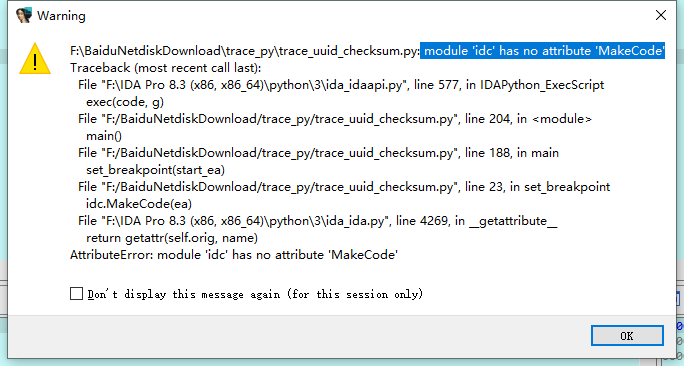 Warning
F:\BaiduNetdiskDownload\trace_py\trace_uuid_checksum.py: module 'idc' has no attribute 'MakeCode'
Traceback (most recent call last):
File "F:\IDA Pro 8.3 (x86, x86_64)\python\3\ida_idaapi.py", line 577, in IDAPython_ExecScript
exec(code, g)
File "F:/BaiduNetdiskDownload/trace_py/trace_uuid_checksum.py", line 204, in <module>
main()
File "F:/BaiduNetdiskDownload/trace_py/trace_uuid_checksum.py", line 188, in main
set_breakpoint(start_ea)
File "F:/BaiduNetdiskDownload/trace_py/trace_uuid_checksum.py", line 23, in set_breakpoint
idc.MakeCode(ea)
File "F:\IDA Pro 8.3 (x86, x86_64)\python\3\ida_ida.py", line 4269, in __getattribute__
return getattr(self.orig, name)
AttributeError: module 'idc' has no attribute 'MakeCode'
Don't display this message again (for this session only)
OK